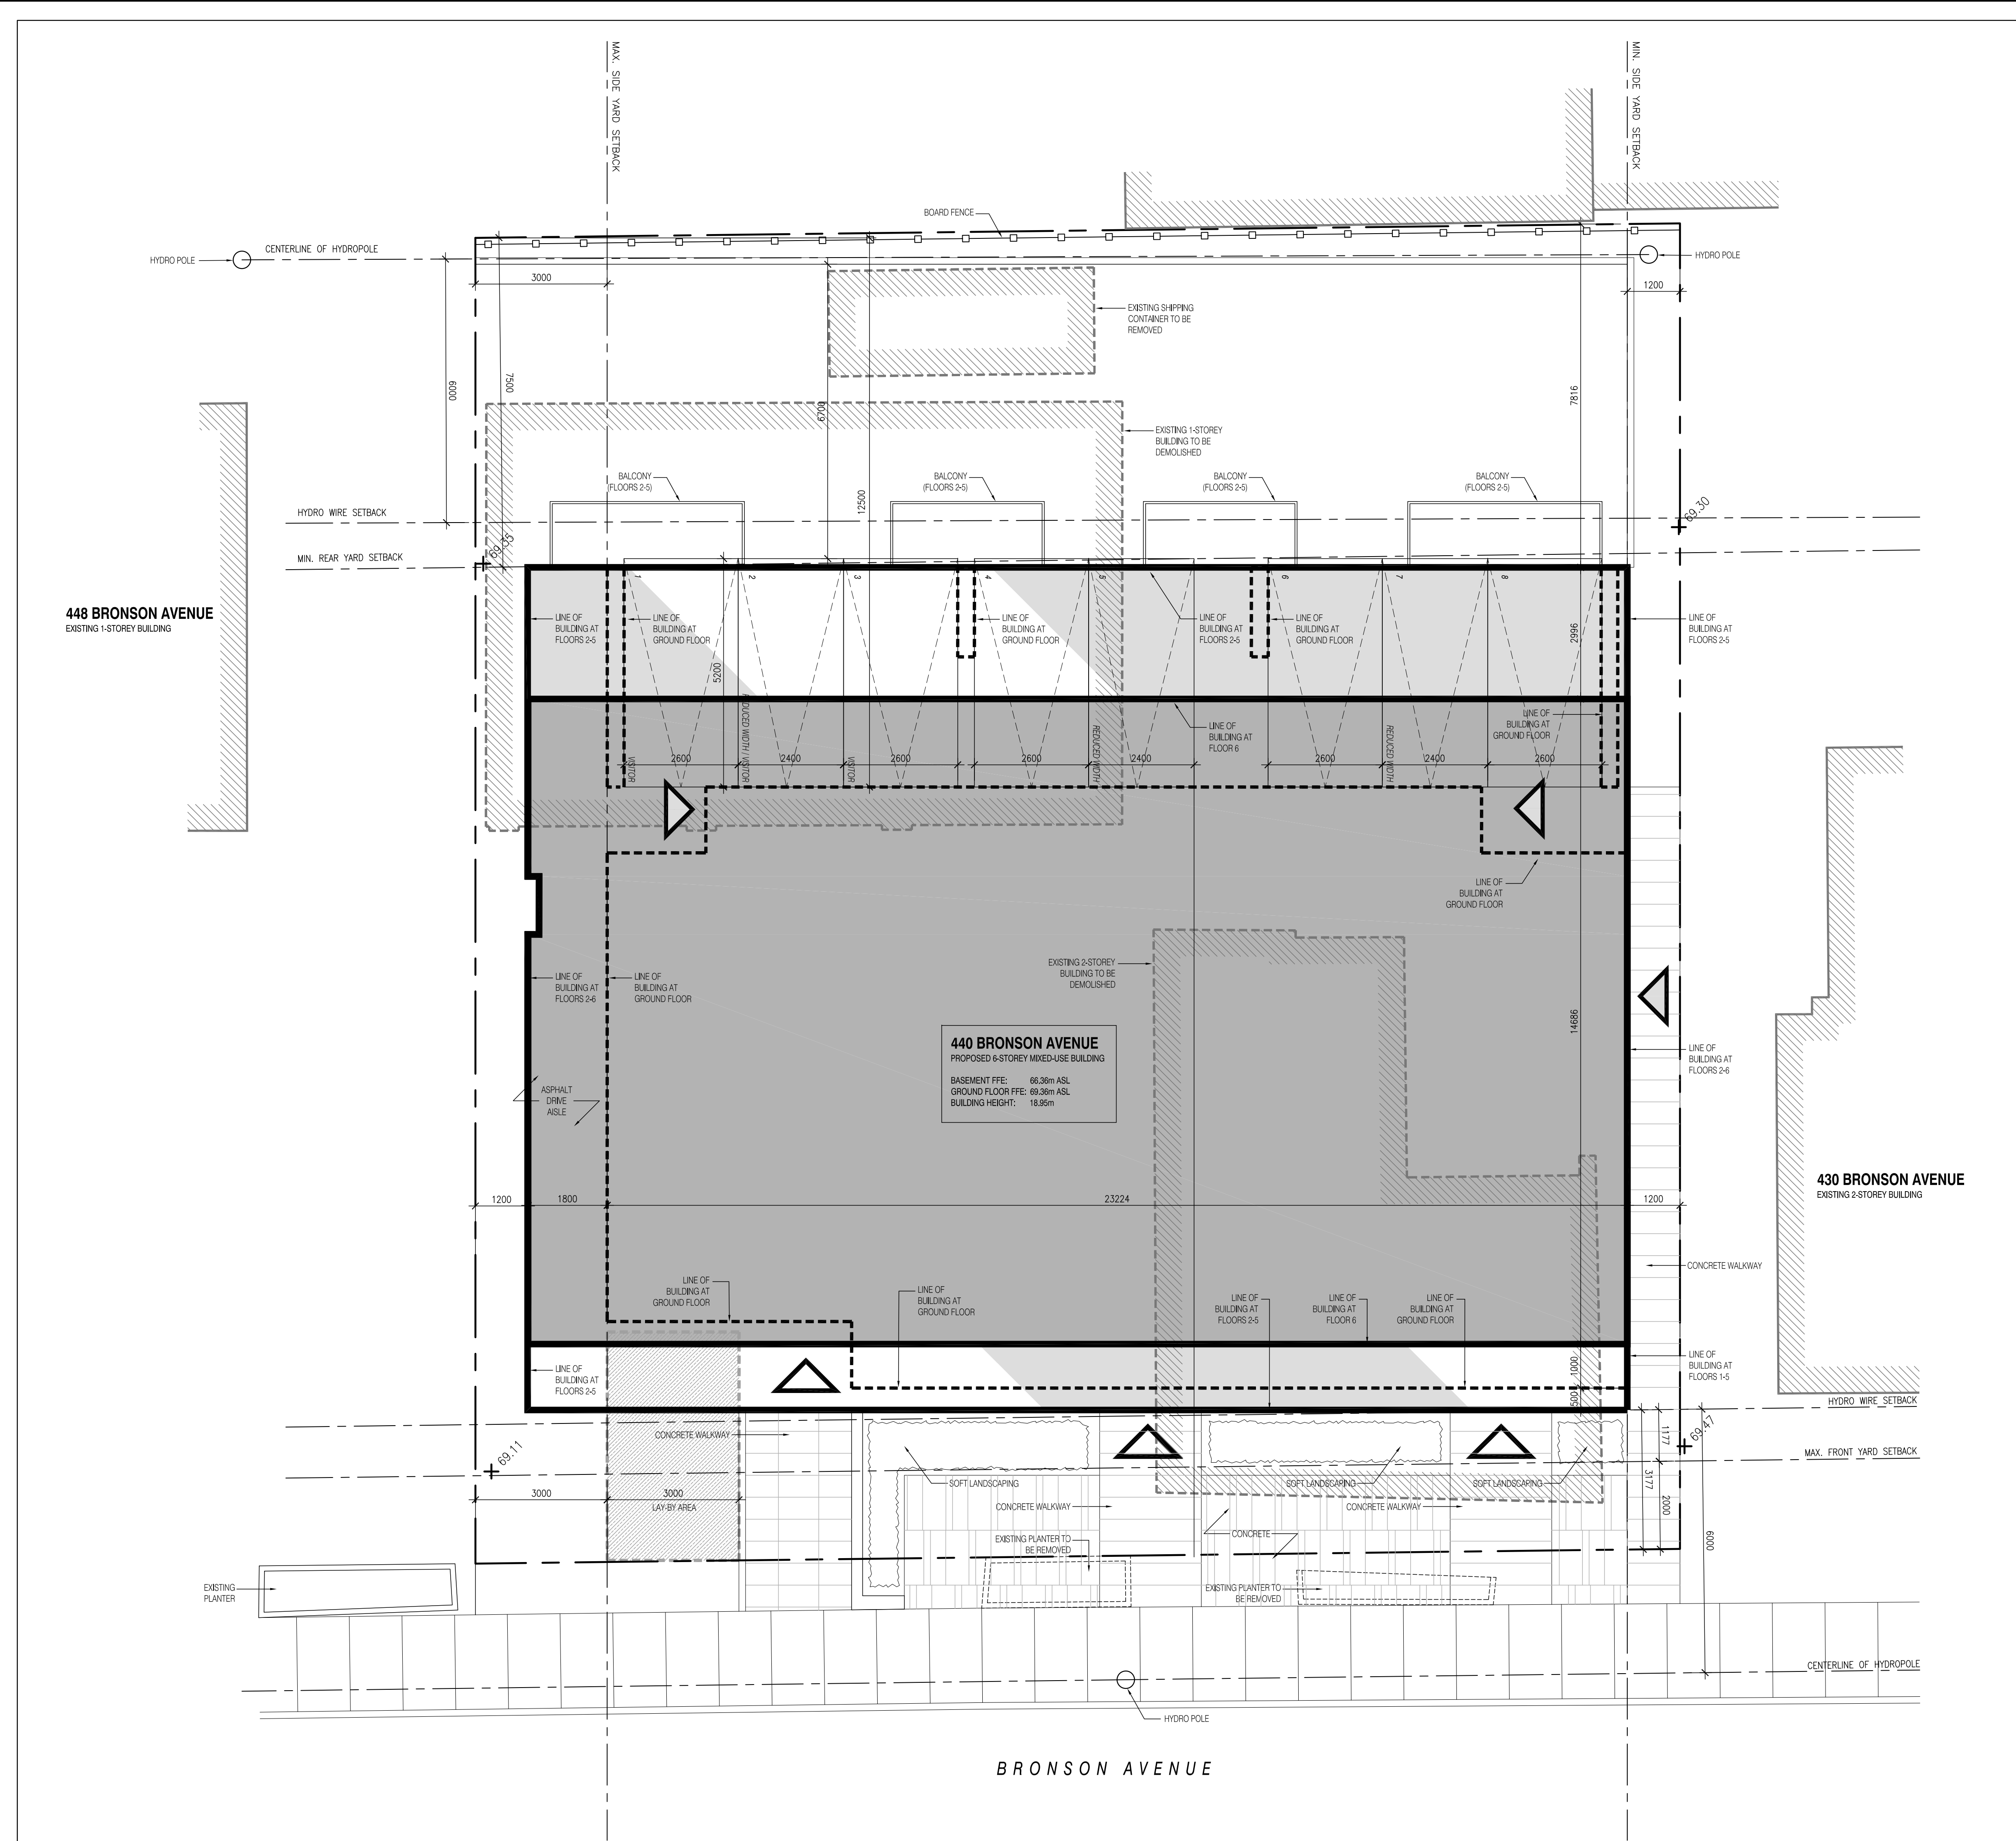 MAX. SIDE YARD SETBACK
MIN. SIDE YARD SETBACK
BOARD FENCE
CENTERLINE OF HYDROPOLE
HYDRO POLE
HYDRO POLE
3000
1200
EXISTING SHIPPING
CONTAINER TO BE
REMOVED
6000
7500
6700
7816
EXISTING 1-STOREY
BUILDING TO BE
DEMOLISHED
BALCONY
(FLOORS 2-5)
BALCONY
(FLOORS 2-5)
BALCONY
(FLOORS 2-5)
BALCONY
(FLOORS 2-5)
12500
HYDRO WIRE SETBACK
69.30
69.35
MIN. REAR YARD SETBACK
1
2
3
4
5
6
7
8
448 BRONSON AVENUE
EXISTING 1-STOREY BUILDING
LINE OF
BUILDING AT
FLOORS 2-5
LINE OF
BUILDING AT
GROUND FLOOR
LINE OF
BUILDING AT
GROUND FLOOR
LINE OF
BUILDING AT
FLOORS 2-5
LINE OF
BUILDING AT
GROUND FLOOR
LINE OF
BUILDING AT
FLOORS 2-5
2996
5200
LINE OF
BUILDING AT
FLOOR 6
LINE OF
BUILDING AT
GROUND FLOOR
VISITOR
REDUCED WIDTH / VISITOR
VISITOR
REDUCED WIDTH
REDUCED WIDTH
2600
2400
2600
2600
2400
2600
2400
2600
LINE OF
BUILDING AT
GROUND FLOOR
EXISTING 2-STOREY
BUILDING TO BE
DEMOLISHED
LINE OF
BUILDING AT
FLOORS 2-6
LINE OF
BUILDING AT
GROUND FLOOR
14686
440 BRONSON AVENUE
PROPOSED 6-STOREY MIXED-USE BUILDING
BASEMENT FFE: 66.36m ASL
GROUND FLOOR FFE: 69.36m ASL
BUILDING HEIGHT: 18.95m
LINE OF
BUILDING AT
FLOORS 2-6
ASPHALT
DRIVE
AISLE
430 BRONSON AVENUE
EXISTING 2-STOREY BUILDING
1200
1800
23224
1200
CONCRETE WALKWAY
LINE OF
BUILDING AT
GROUND FLOOR
LINE OF
BUILDING AT
GROUND FLOOR
LINE OF
BUILDING AT
FLOORS 2-5
LINE OF
BUILDING AT
FLOOR 6
LINE OF
BUILDING AT
GROUND FLOOR
LINE OF
BUILDING AT
FLOORS 2-5
1000
500
LINE OF
BUILDING AT
FLOORS 1-5
HYDRO WIRE SETBACK
CONCRETE WALKWAY
69.11
1177
69.47
MAX. FRONT YARD SETBACK
3177
2000
6000
3000
3000
LAY-BY AREA
SOFT LANDSCAPING
SOFT LANDSCAPING
SOFT LANDSCAPING
CONCRETE WALKWAY
CONCRETE WALKWAY
CONCRETE
EXISTING PLANTER TO
BE REMOVED
EXISTING PLANTER TO
BE REMOVED
EXISTING
PLANTER
CENTERLINE OF HYDROPOLE
HYDRO POLE
BRONSON AVENUE